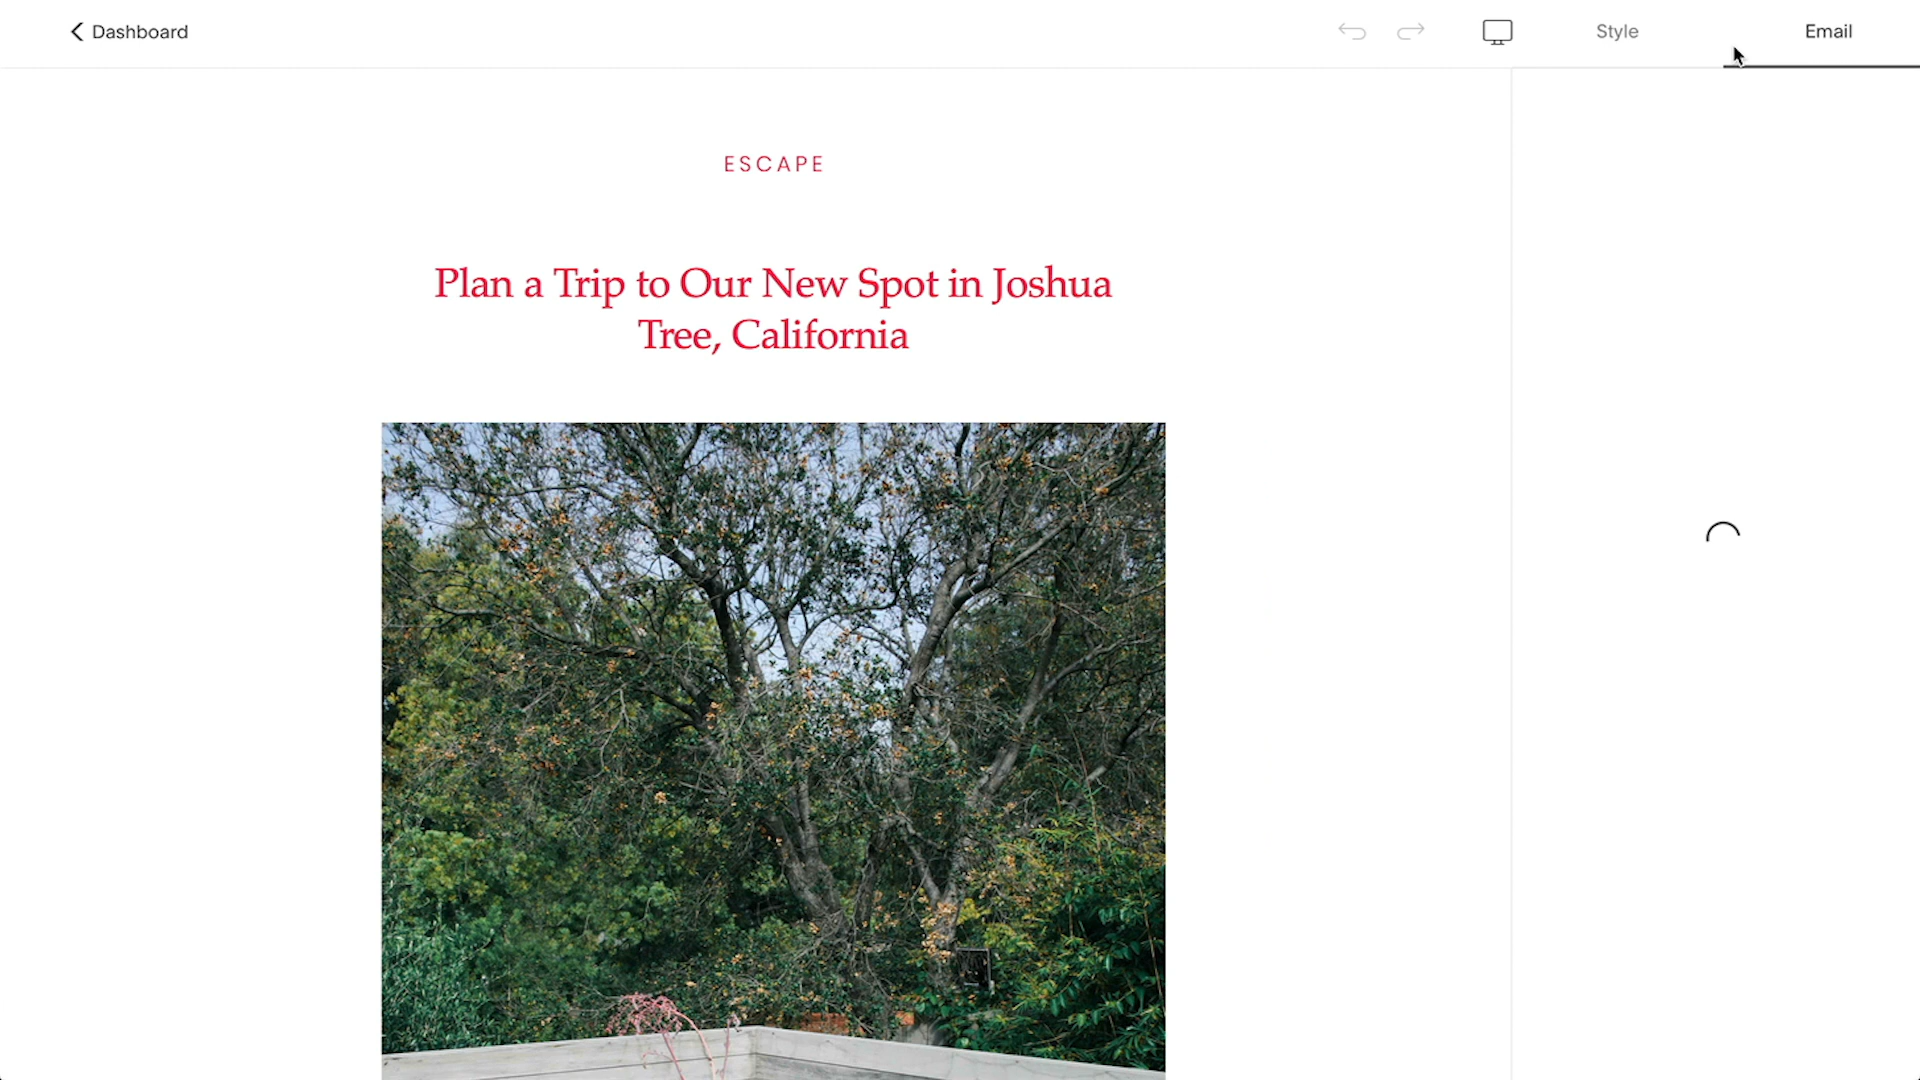 Dashboard
Style
Email
ESCAPE
Plan a Trip to Our New Spot in Joshua
Tree, California